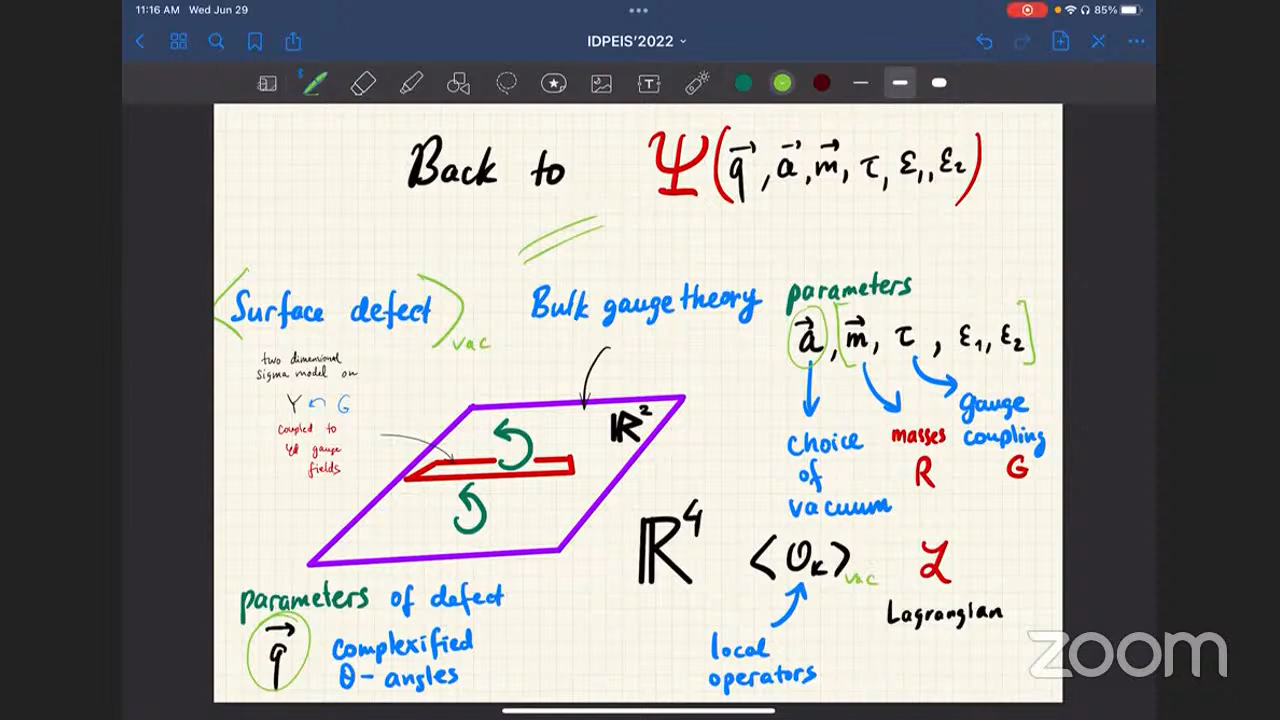 11:16 AM Wed Jun 29
85%
IDPEIS'2022
Back to Ψ(q⃗, a⃗, m⃗, τ, ε₁, ε₂)
⟨Surface defect⟩vac
Bulk gauge theory
parameters
a⃗, [m⃗, τ, ε₁, ε₂]
two dimensional
sigma model on
Y ↶ G
coupled to
4d gauge
fields
ℝ²
choice
of
vacuum
masses
R
gauge
coupling
G
ℝ⁴
⟨O_k⟩vac
ℒ
Lagrangian
local
operators
parameters of defect
q⃗
complexified
θ-angles
zoom